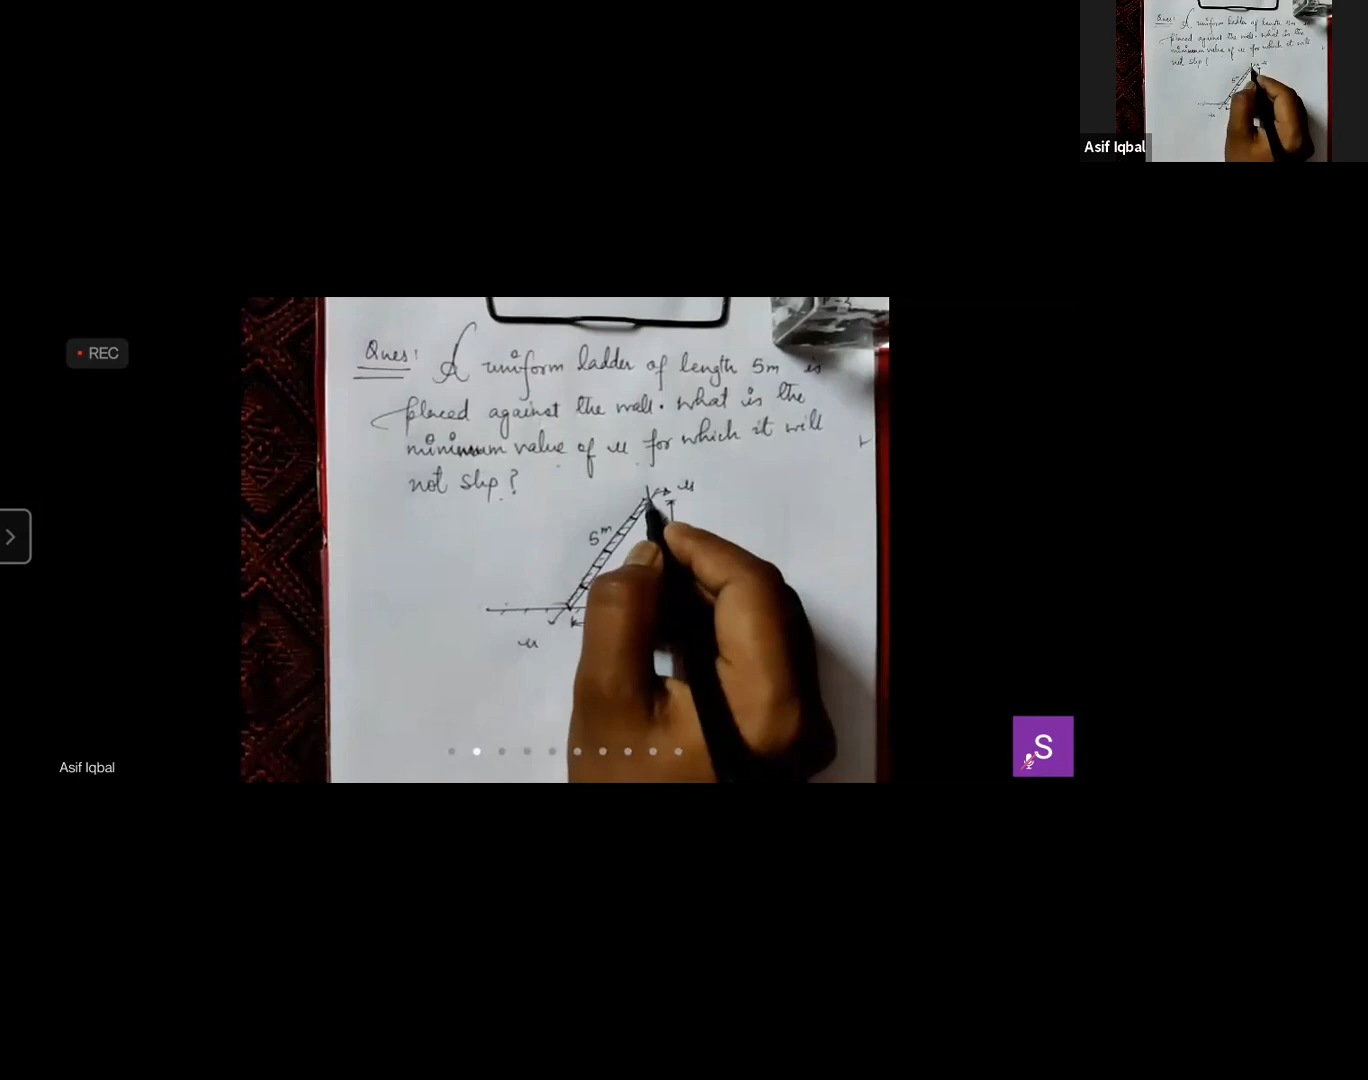 Asif Iqbal
REC
Ques: A uniform ladder of length 5m is
placed against the wall. What is the
minimum value of μ for which it will
not slip?
μ
5m
μ
S
Asif Iqbal